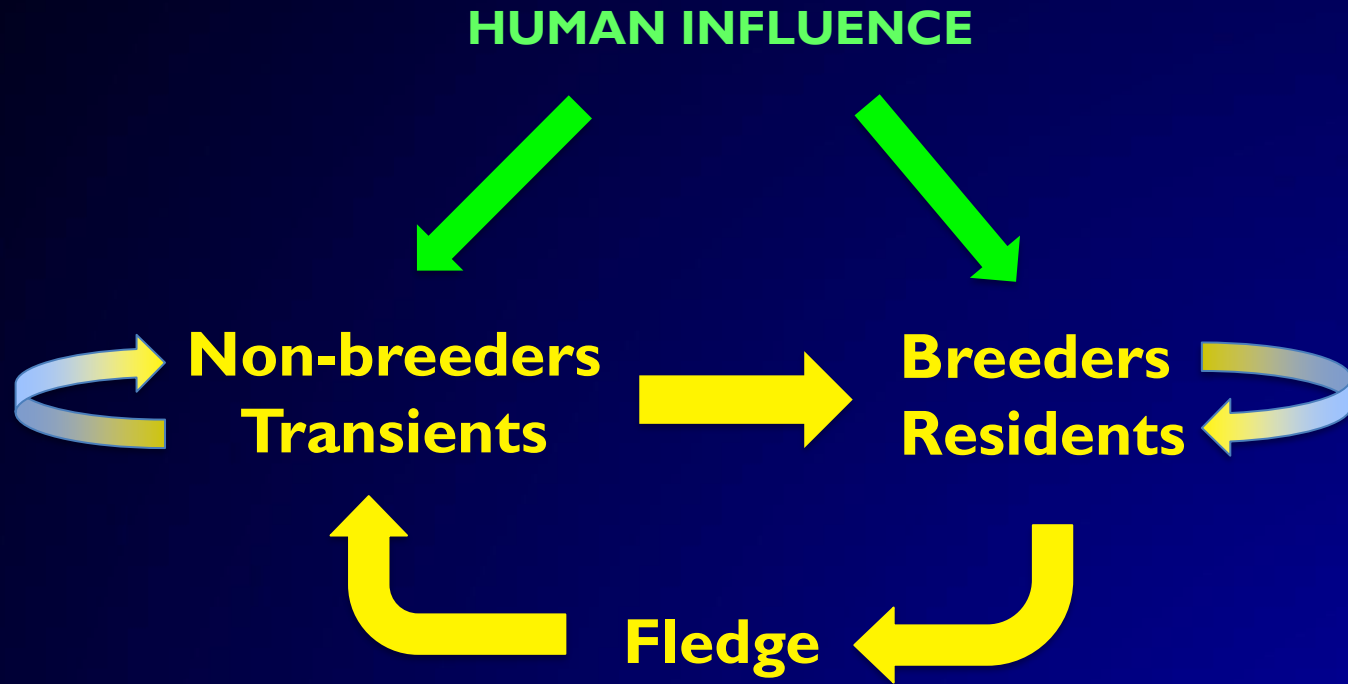 HUMAN INFLUENCE
Non-breeders
Transients
Breeders
Residents
Fledge